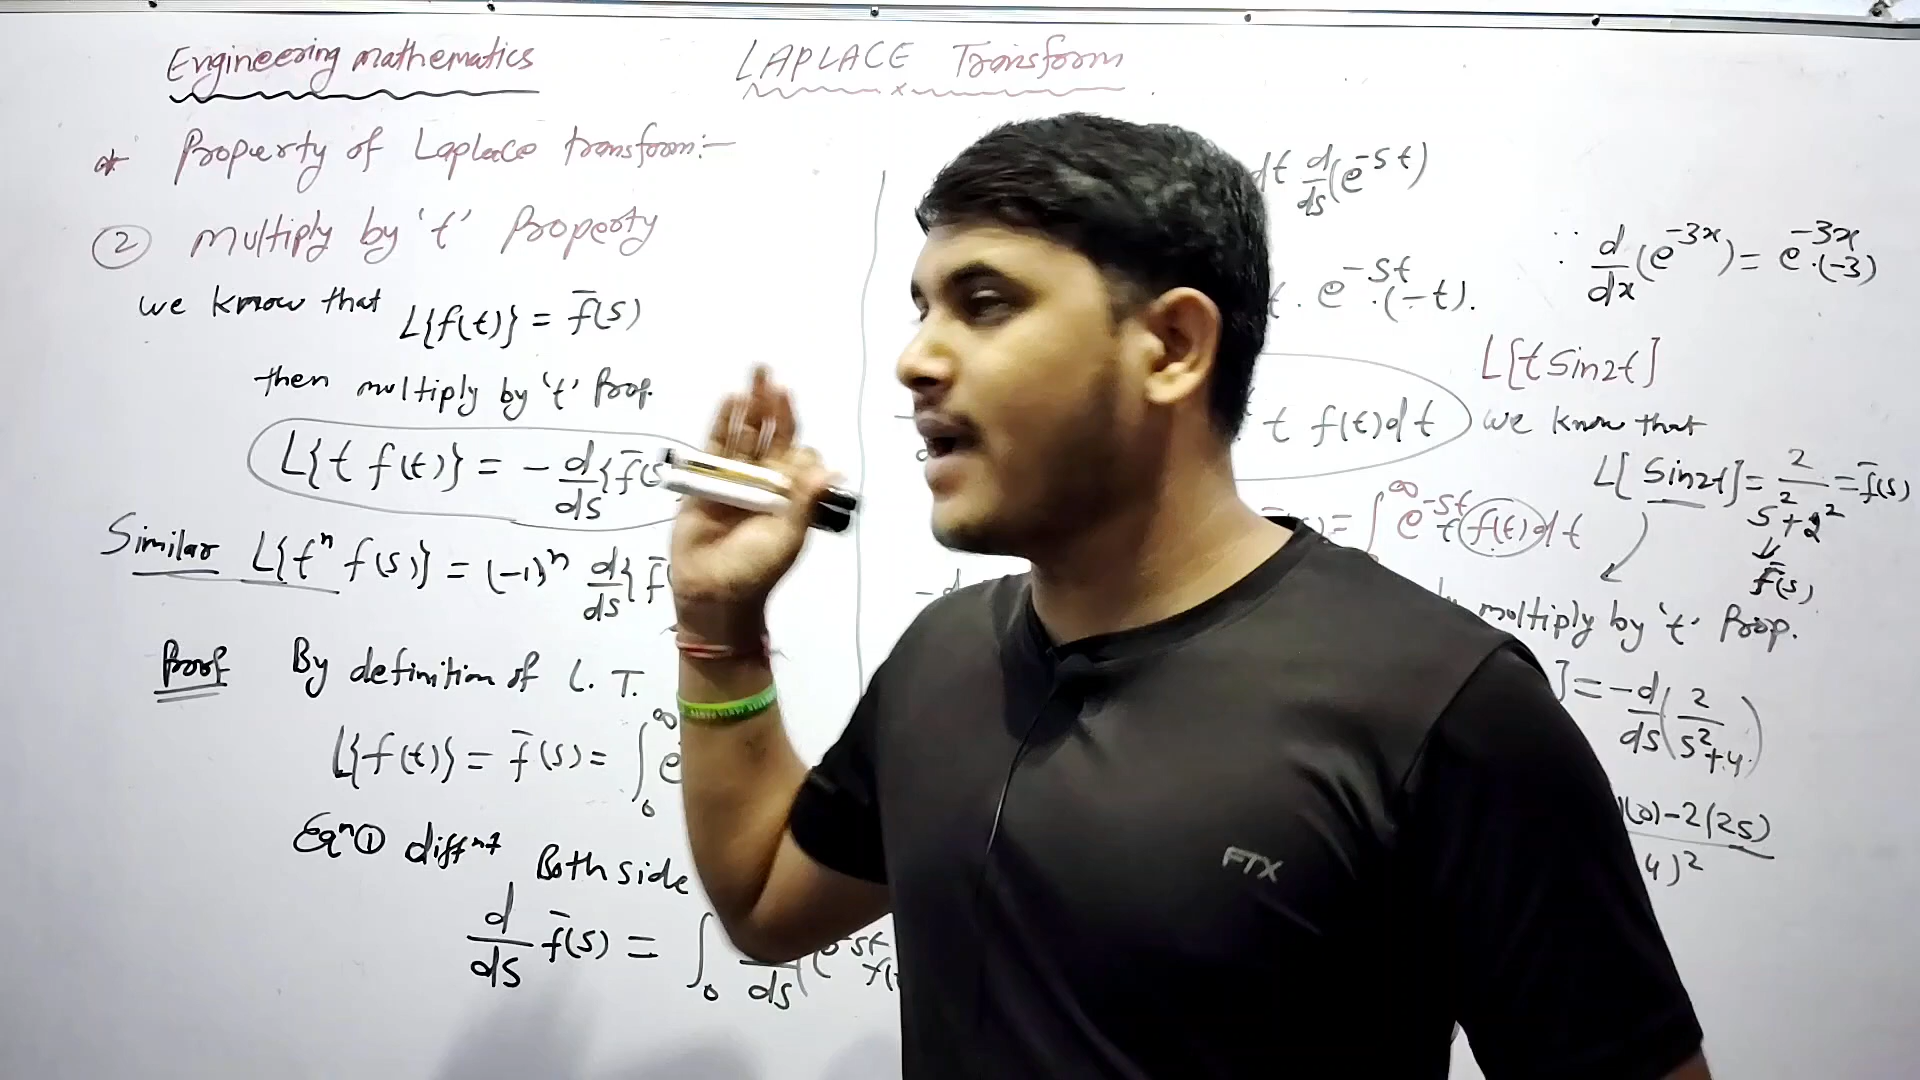 Engineering mathematics
LAPLACE Transform
* Property of Laplace transform:-
② Multiply by 't' Property
we know that L{f(t)} = f̄(s)
then multiply by 't' Prop.
L{t f(t)} = - d/ds {f̄(s
Similar L{tⁿ f(s)} = (-1)ⁿ d/ds {f̄
Proof By definition of L.T.
L{f(t)} = f̄(s) = ∫₀^∞ e
Eqⁿ① diffⁿt Both side
d/ds f̄(s) = ∫₀ d/ds (e^-st f(
dt d/ds (e^-st)
. e^-st .(-t).
t f(t)dt
) = ∫^∞ e^-st t f(t) dt
∵ d/dx (e^-3x) = e^-3x .(-3)
L[t Sin2t]
we know that
L[Sin2t] = 2/s²+2² = f̄(s)
f̄(s)
multiply by 't' Prop.
] = -d/ds (2/s²+4)
)(0)-2(2s)
4)²
FTX